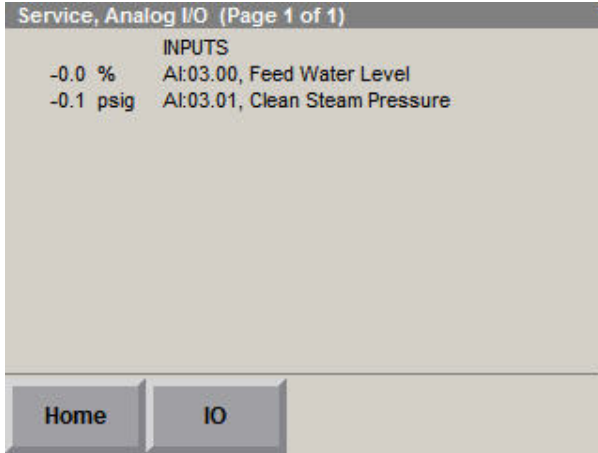 Service, Analog I/O (Page 1 of 1)
INPUTS
-0.0 % AI:03.00, Feed Water Level
-0.1 psig AI:03.01, Clean Steam Pressure
Home IO